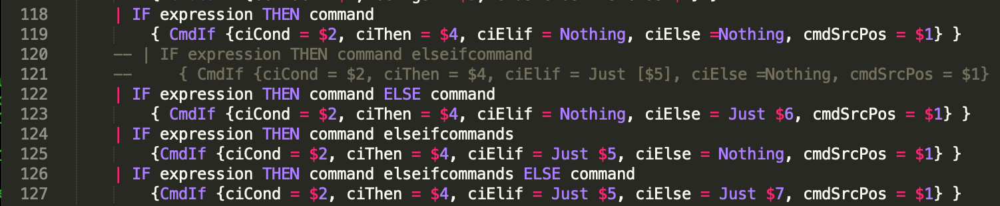 118 | IF expression THEN command
119 { CmdIf {ciCond = $2, ciThen = $4, ciElif = Nothing, ciElse =Nothing, cmdSrcPos = $1} }
120 -- | IF expression THEN command elseifcommand
121 -- { CmdIf {ciCond = $2, ciThen = $4, ciElif = Just [$5], ciElse =Nothing, cmdSrcPos = $1}
122 | IF expression THEN command ELSE command
123 { CmdIf {ciCond = $2, ciThen = $4, ciElif = Nothing, ciElse = Just $6, cmdSrcPos = $1} }
124 | IF expression THEN command elseifcommands
125 {CmdIf {ciCond = $2, ciThen = $4, ciElif = Just $5, ciElse = Nothing, cmdSrcPos = $1} }
126 | IF expression THEN command elseifcommands ELSE command
127 {CmdIf {ciCond = $2, ciThen = $4, ciElif = Just $5, ciElse = Just $7, cmdSrcPos = $1} }